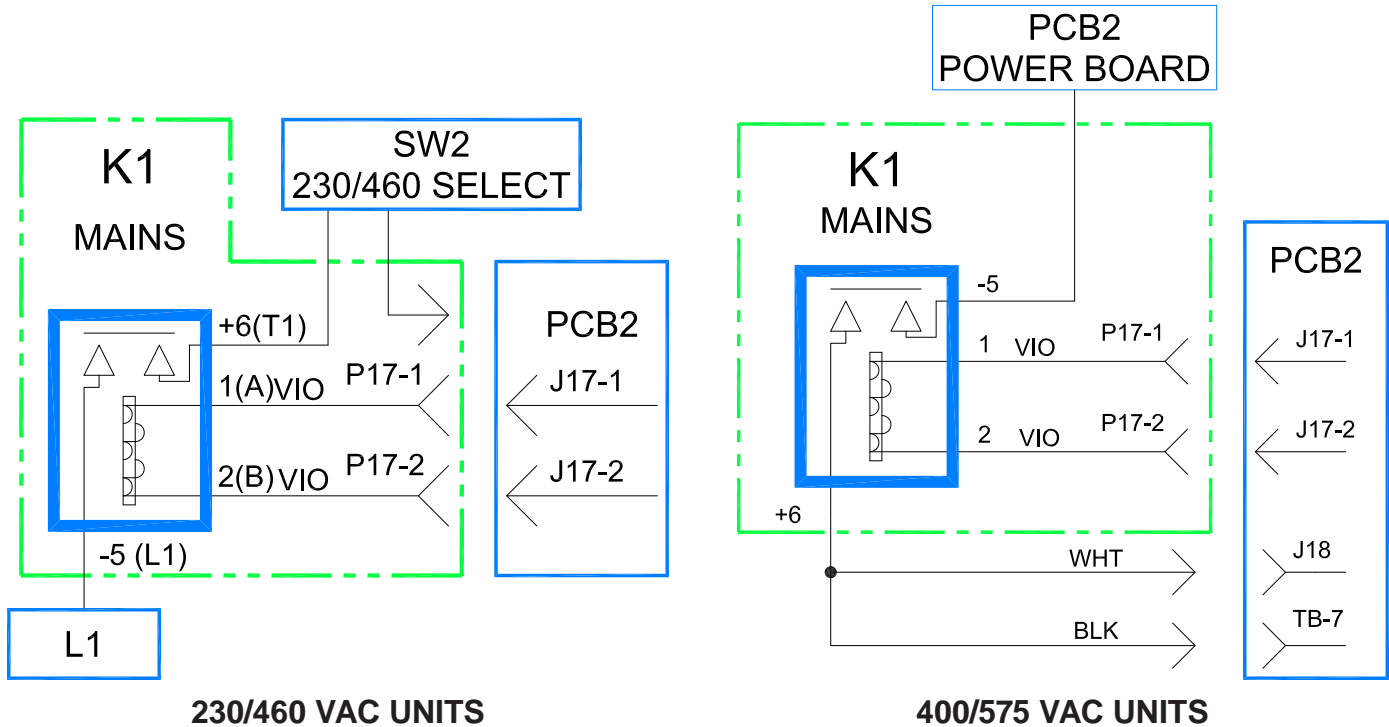 K1
MAINS
SW2
230/460 SELECT
+6(T1)
1(A) VIO P17-1
2(B) VIO P17-2
-5 (L1)
L1
PCB2
J17-1
J17-2
230/460 VAC UNITS
PCB2
POWER BOARD
K1
MAINS
-5
1 VIO P17-1
2 VIO P17-2
+6
WHT
BLK
PCB2
J17-1
J17-2
J18
TB-7
400/575 VAC UNITS